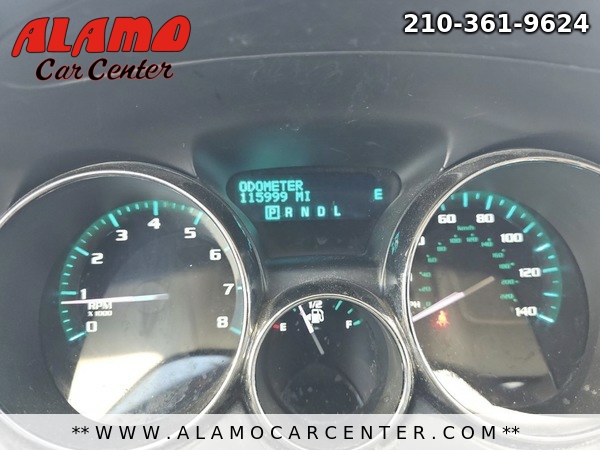 ALAMO
Car Center
210-361-9624
ODOMETER
115999 MI E
P R N D L
0 1 2 3 4 5 6 7 8
RPM
x 1000
E 1/2 F
60 80 100 120 140
km/h
** WWW.ALAMOCARCENTER.COM **